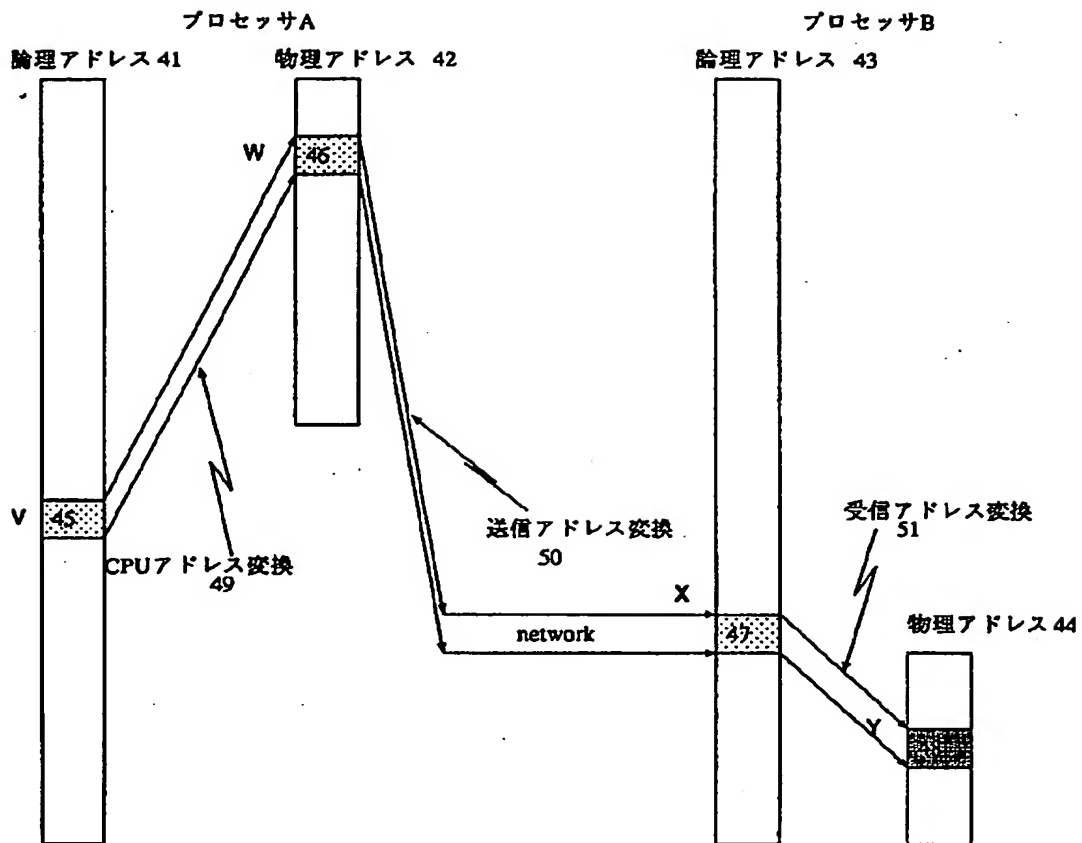 プロセッサA
プロセッサB
論理アドレス 41
物理アドレス 42
論理アドレス 43
W
46
V
45
CPUアドレス変換
49
送信アドレス変換
50
受信アドレス変換
51
X
network
47
物理アドレス 44
Y